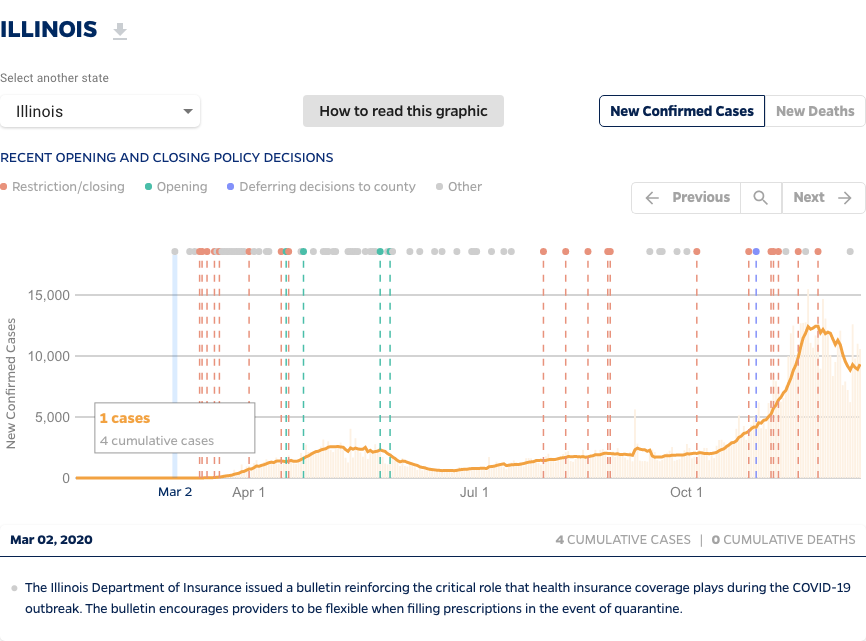 ILLINOIS
Select another state
Illinois
How to read this graphic
New Confirmed Cases
New Deaths
RECENT OPENING AND CLOSING POLICY DECISIONS
Restriction/closing
Opening
Deferring decisions to county
Other
Previous
Next
New Confirmed Cases
15,000
10,000
5,000
0
1 cases
4 cumulative cases
Mar 2
Apr 1
Jul 1
Oct 1
Mar 02, 2020
4 CUMULATIVE CASES | 0 CUMULATIVE DEATHS
The Illinois Department of Insurance issued a bulletin reinforcing the critical role that health insurance coverage plays during the COVID-19
outbreak. The bulletin encourages providers to be flexible when filling prescriptions in the event of quarantine.